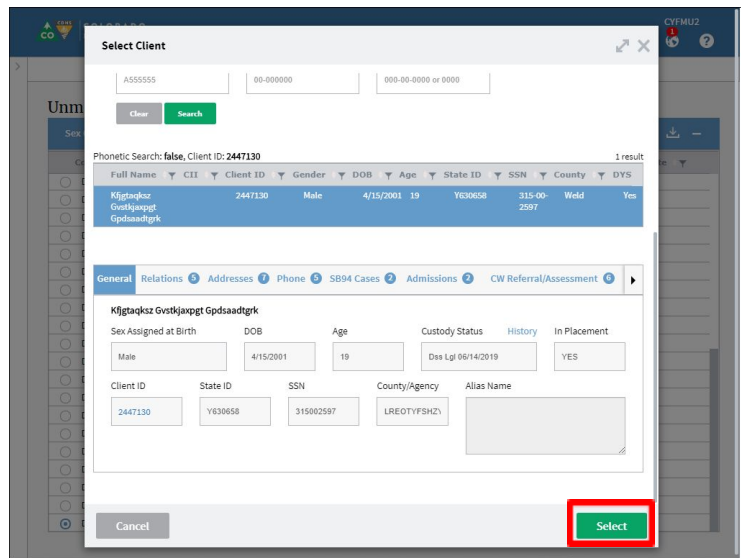 CYFMU2
1
CO
COLORADO
?
Select Client
A555555 00-000000 000-00-0000 or 0000
Clear Search
Unm
Sex
Phonetic Search: false, Client ID: 2447130 1 result
Full Name CII Client ID Gender DOB Age State ID SSN County DYS
Kfjgtaqksz 2447130 Male 4/15/2001 19 Y630658 315-00- Weld Yes
Gvstkjaxpgt 2597
Gpdsaadtgrk
General Relations 5 Addresses 7 Phone 5 SB94 Cases 2 Admissions 2 CW Referral/Assessment 6
Kfjgtaqksz Gvstkjaxpgt Gpdsaadtgrk
Sex Assigned at Birth DOB Age Custody Status History In Placement
Male 4/15/2001 19 Dss Lgl 06/14/2019 YES
Client ID State ID SSN County/Agency Alias Name
2447130 Y630658 315002597 LREOTYFSHZ
Cancel Select